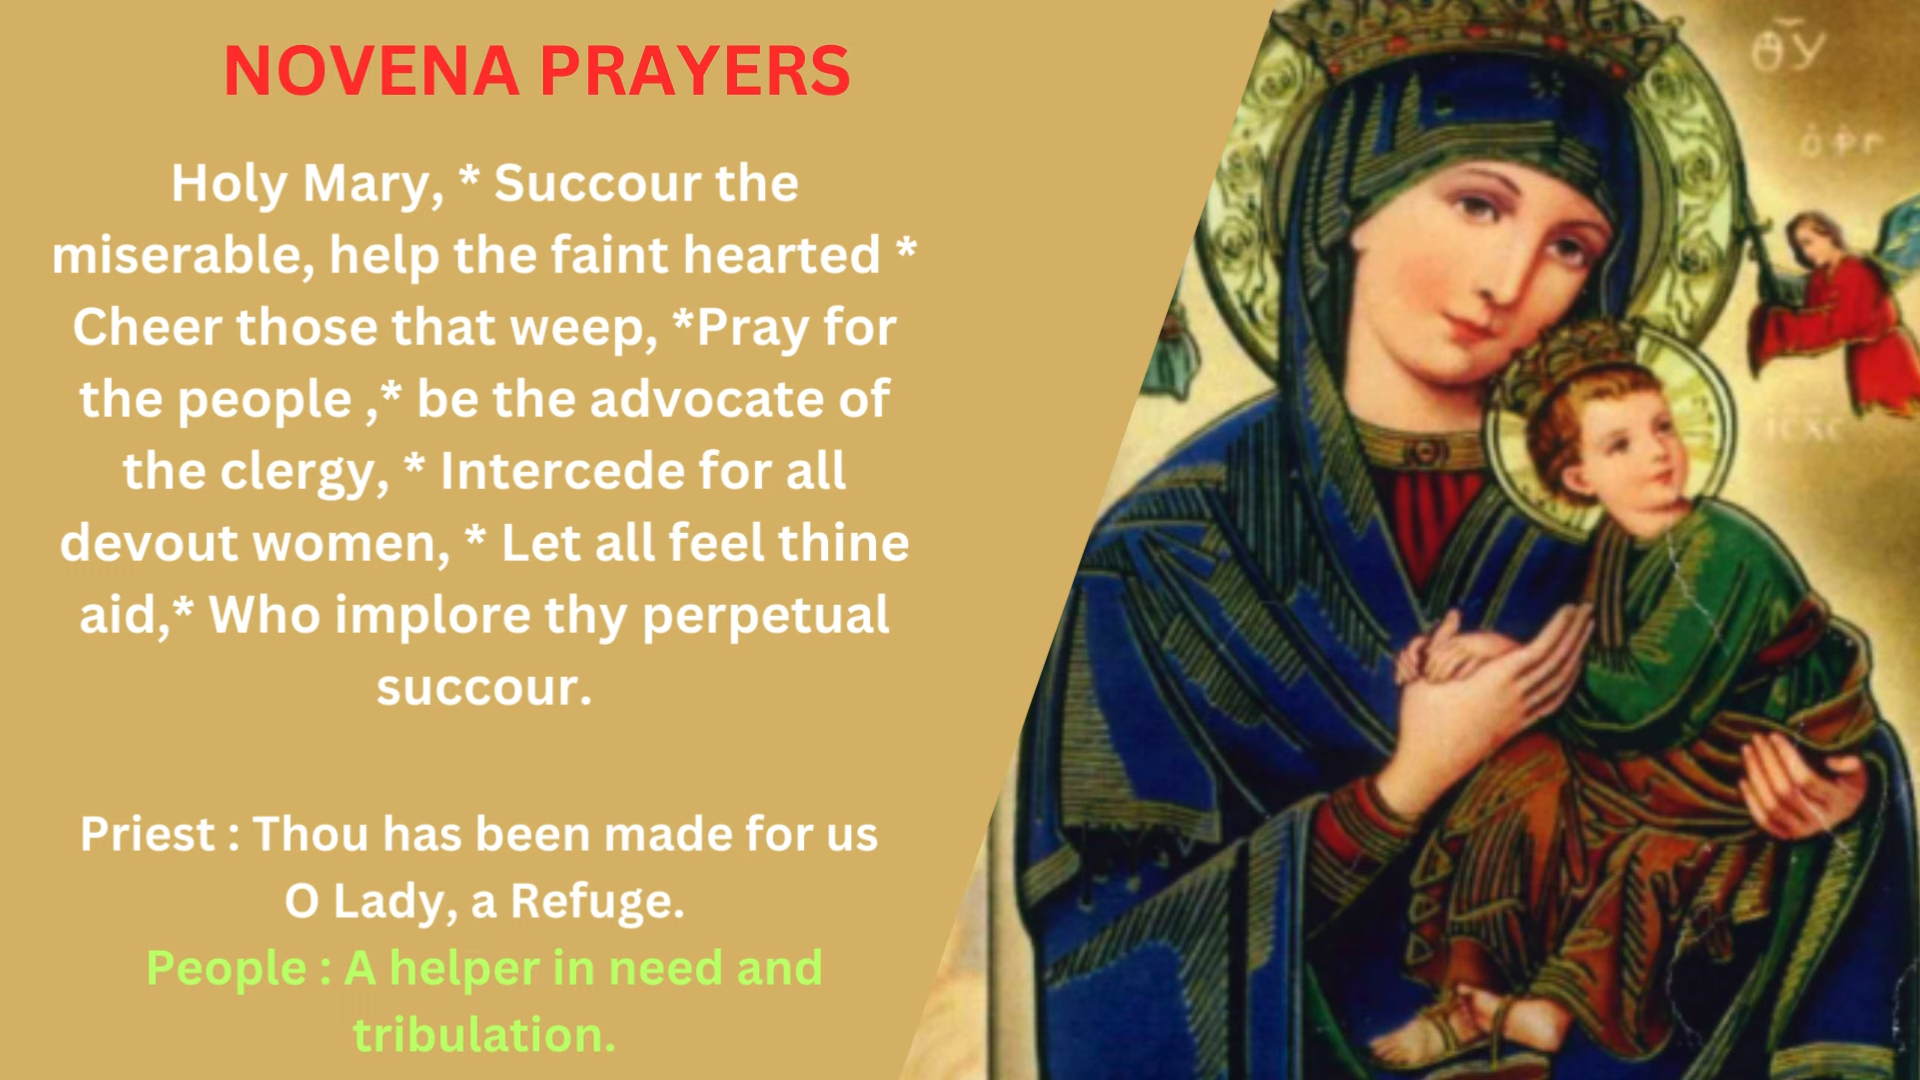 NOVENA PRAYERS
Holy Mary, * Succour the
miserable, help the faint hearted *
Cheer those that weep, *Pray for
the people ,* be the advocate of
the clergy, * Intercede for all
devout women, * Let all feel thine
aid,* Who implore thy perpetual
succour.
Priest : Thou has been made for us
O Lady, a Refuge.
People : A helper in need and
tribulation.